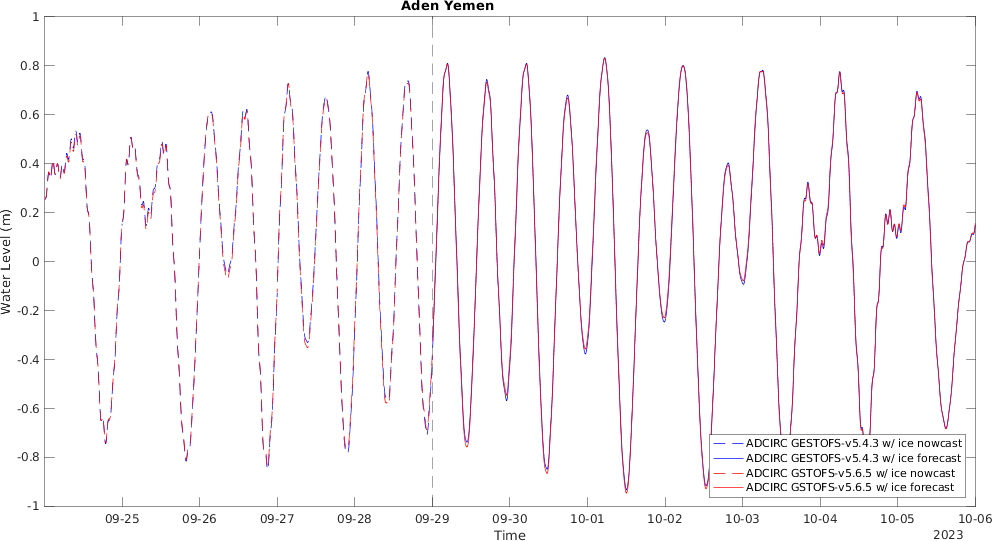 Aden Yemen
1
0.8
0.6
0.4
0.2
0
-0.2
-0.4
-0.6
-0.8
-1
Water Level (m)
ADCIRC GESTOFS-v5.4.3 w/ ice nowcast
ADCIRC GESTOFS-v5.4.3 w/ ice forecast
ADCIRC GSTOFS-v5.6.5 w/ ice nowcast
ADCIRC GSTOFS-v5.6.5 w/ ice forecast
09-25 09-26 09-27 09-28 09-29 09-30 10-01 10-02 10-03 10-04 10-05 10-06
Time
2023